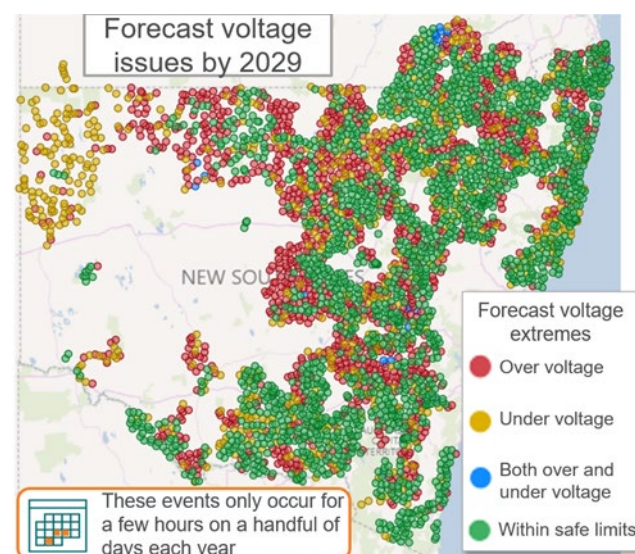 Forecast voltage
issues by 2029
NEW SOU
ES
Forecast voltage
extremes
Over voltage
Under voltage
Both over and
under voltage
Within safe limits
These events only occur for
a few hours on a handful of
days each year